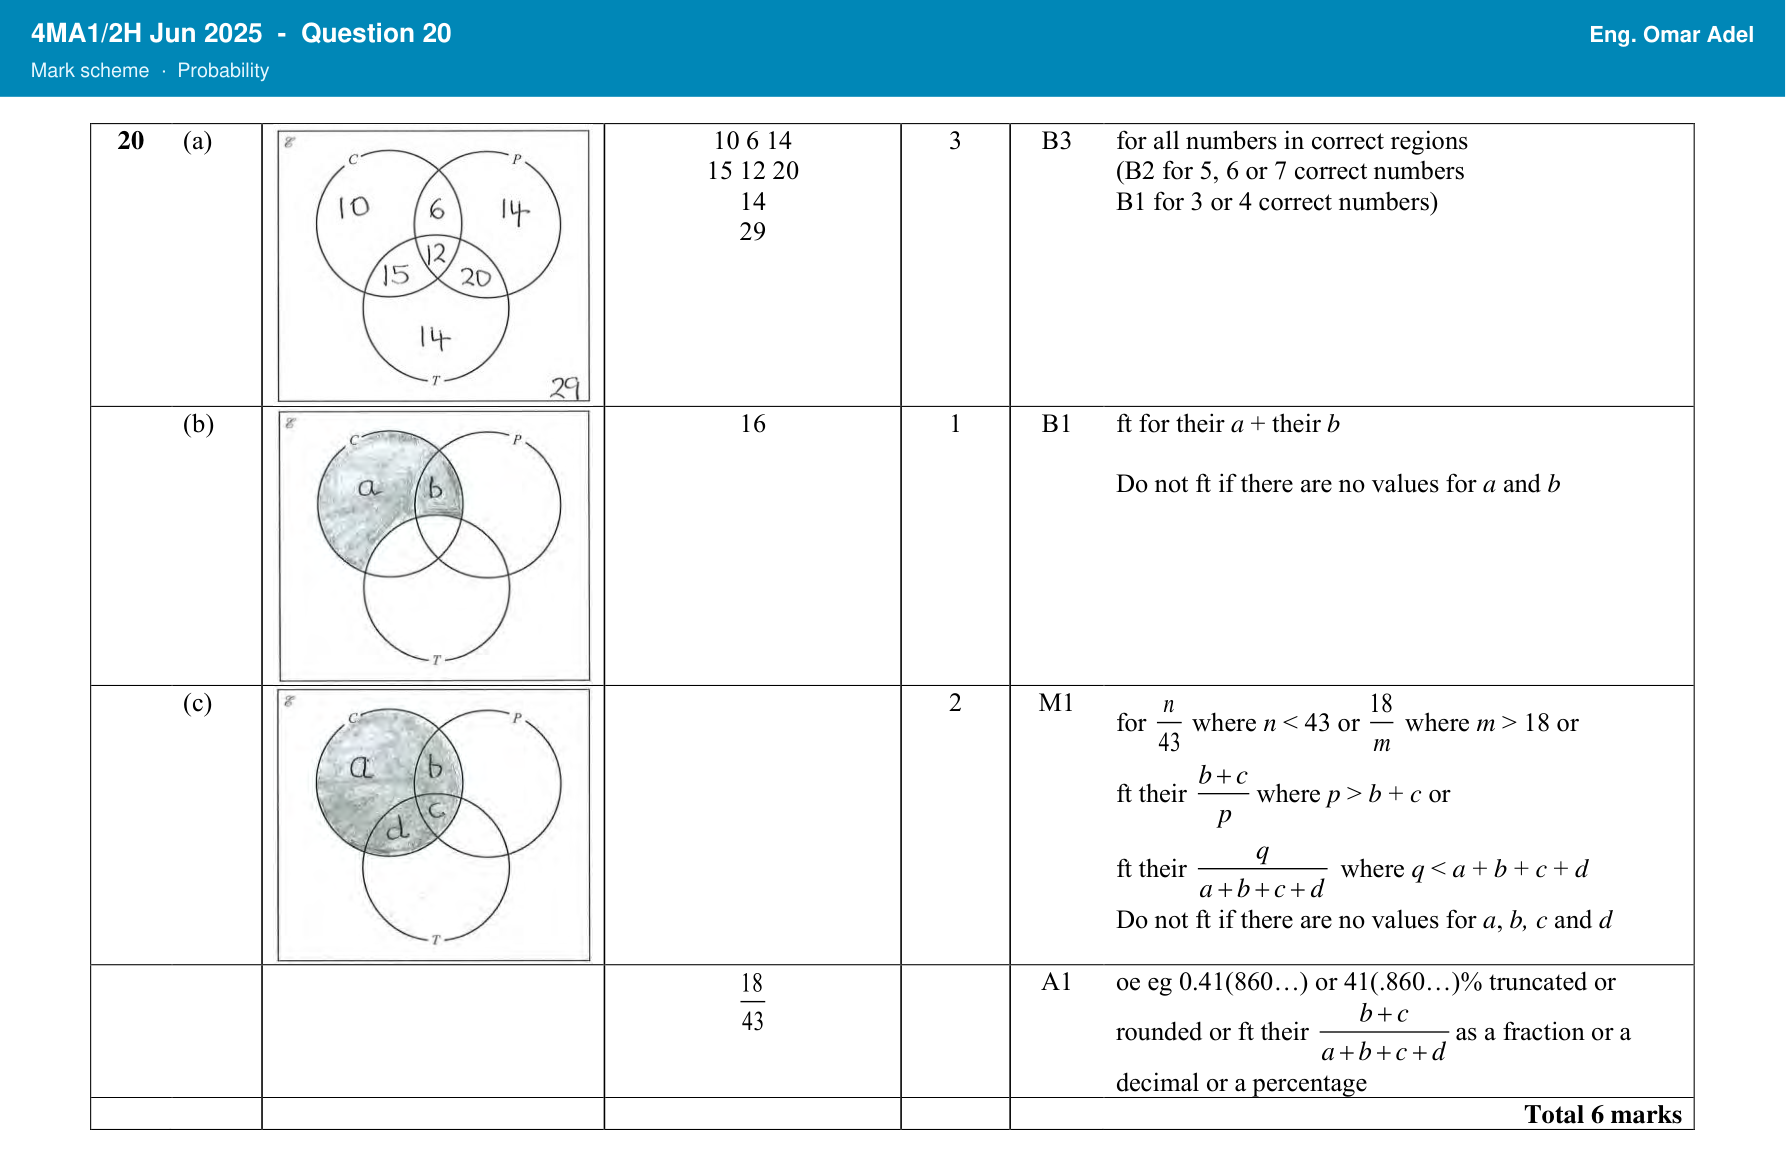 4MA1/2H Jun 2025 - Question 20
Eng. Omar Adel
Mark scheme · Probability
20 (a)
ℰ
C
P
10
6
14
12
15
20
14
T
29
10 6 14
15 12 20
14
29
3
B3
for all numbers in correct regions
(B2 for 5, 6 or 7 correct numbers
B1 for 3 or 4 correct numbers)
(b)
ℰ
C
P
a
b
T
16
1
B1
ft for their a + their b
Do not ft if there are no values for a and b
(c)
ℰ
C
P
a
b
c
d
T
2
M1
for n/43 where n < 43 or 18/m where m > 18 or
ft their b+c/p where p > b + c or
ft their q/a+b+c+d where q < a + b + c + d
Do not ft if there are no values for a, b, c and d
18/43
A1
oe eg 0.41(860…) or 41(.860…)% truncated or
rounded or ft their b+c/a+b+c+d as a fraction or a
decimal or a percentage
Total 6 marks